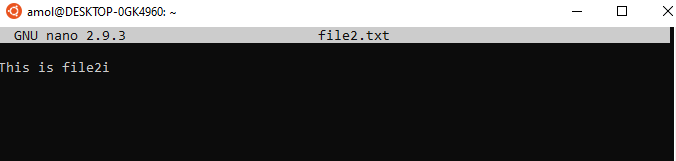 amol@DESKTOP-0GK4960: ~
GNU nano 2.9.3 file2.txt
This is file2i